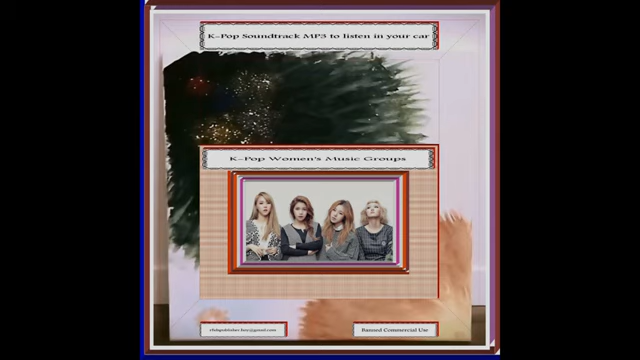 K-Pop Soundtrack MP3 to listen in your car
K-Pop Women's Music Groups
Banned Commercial Use